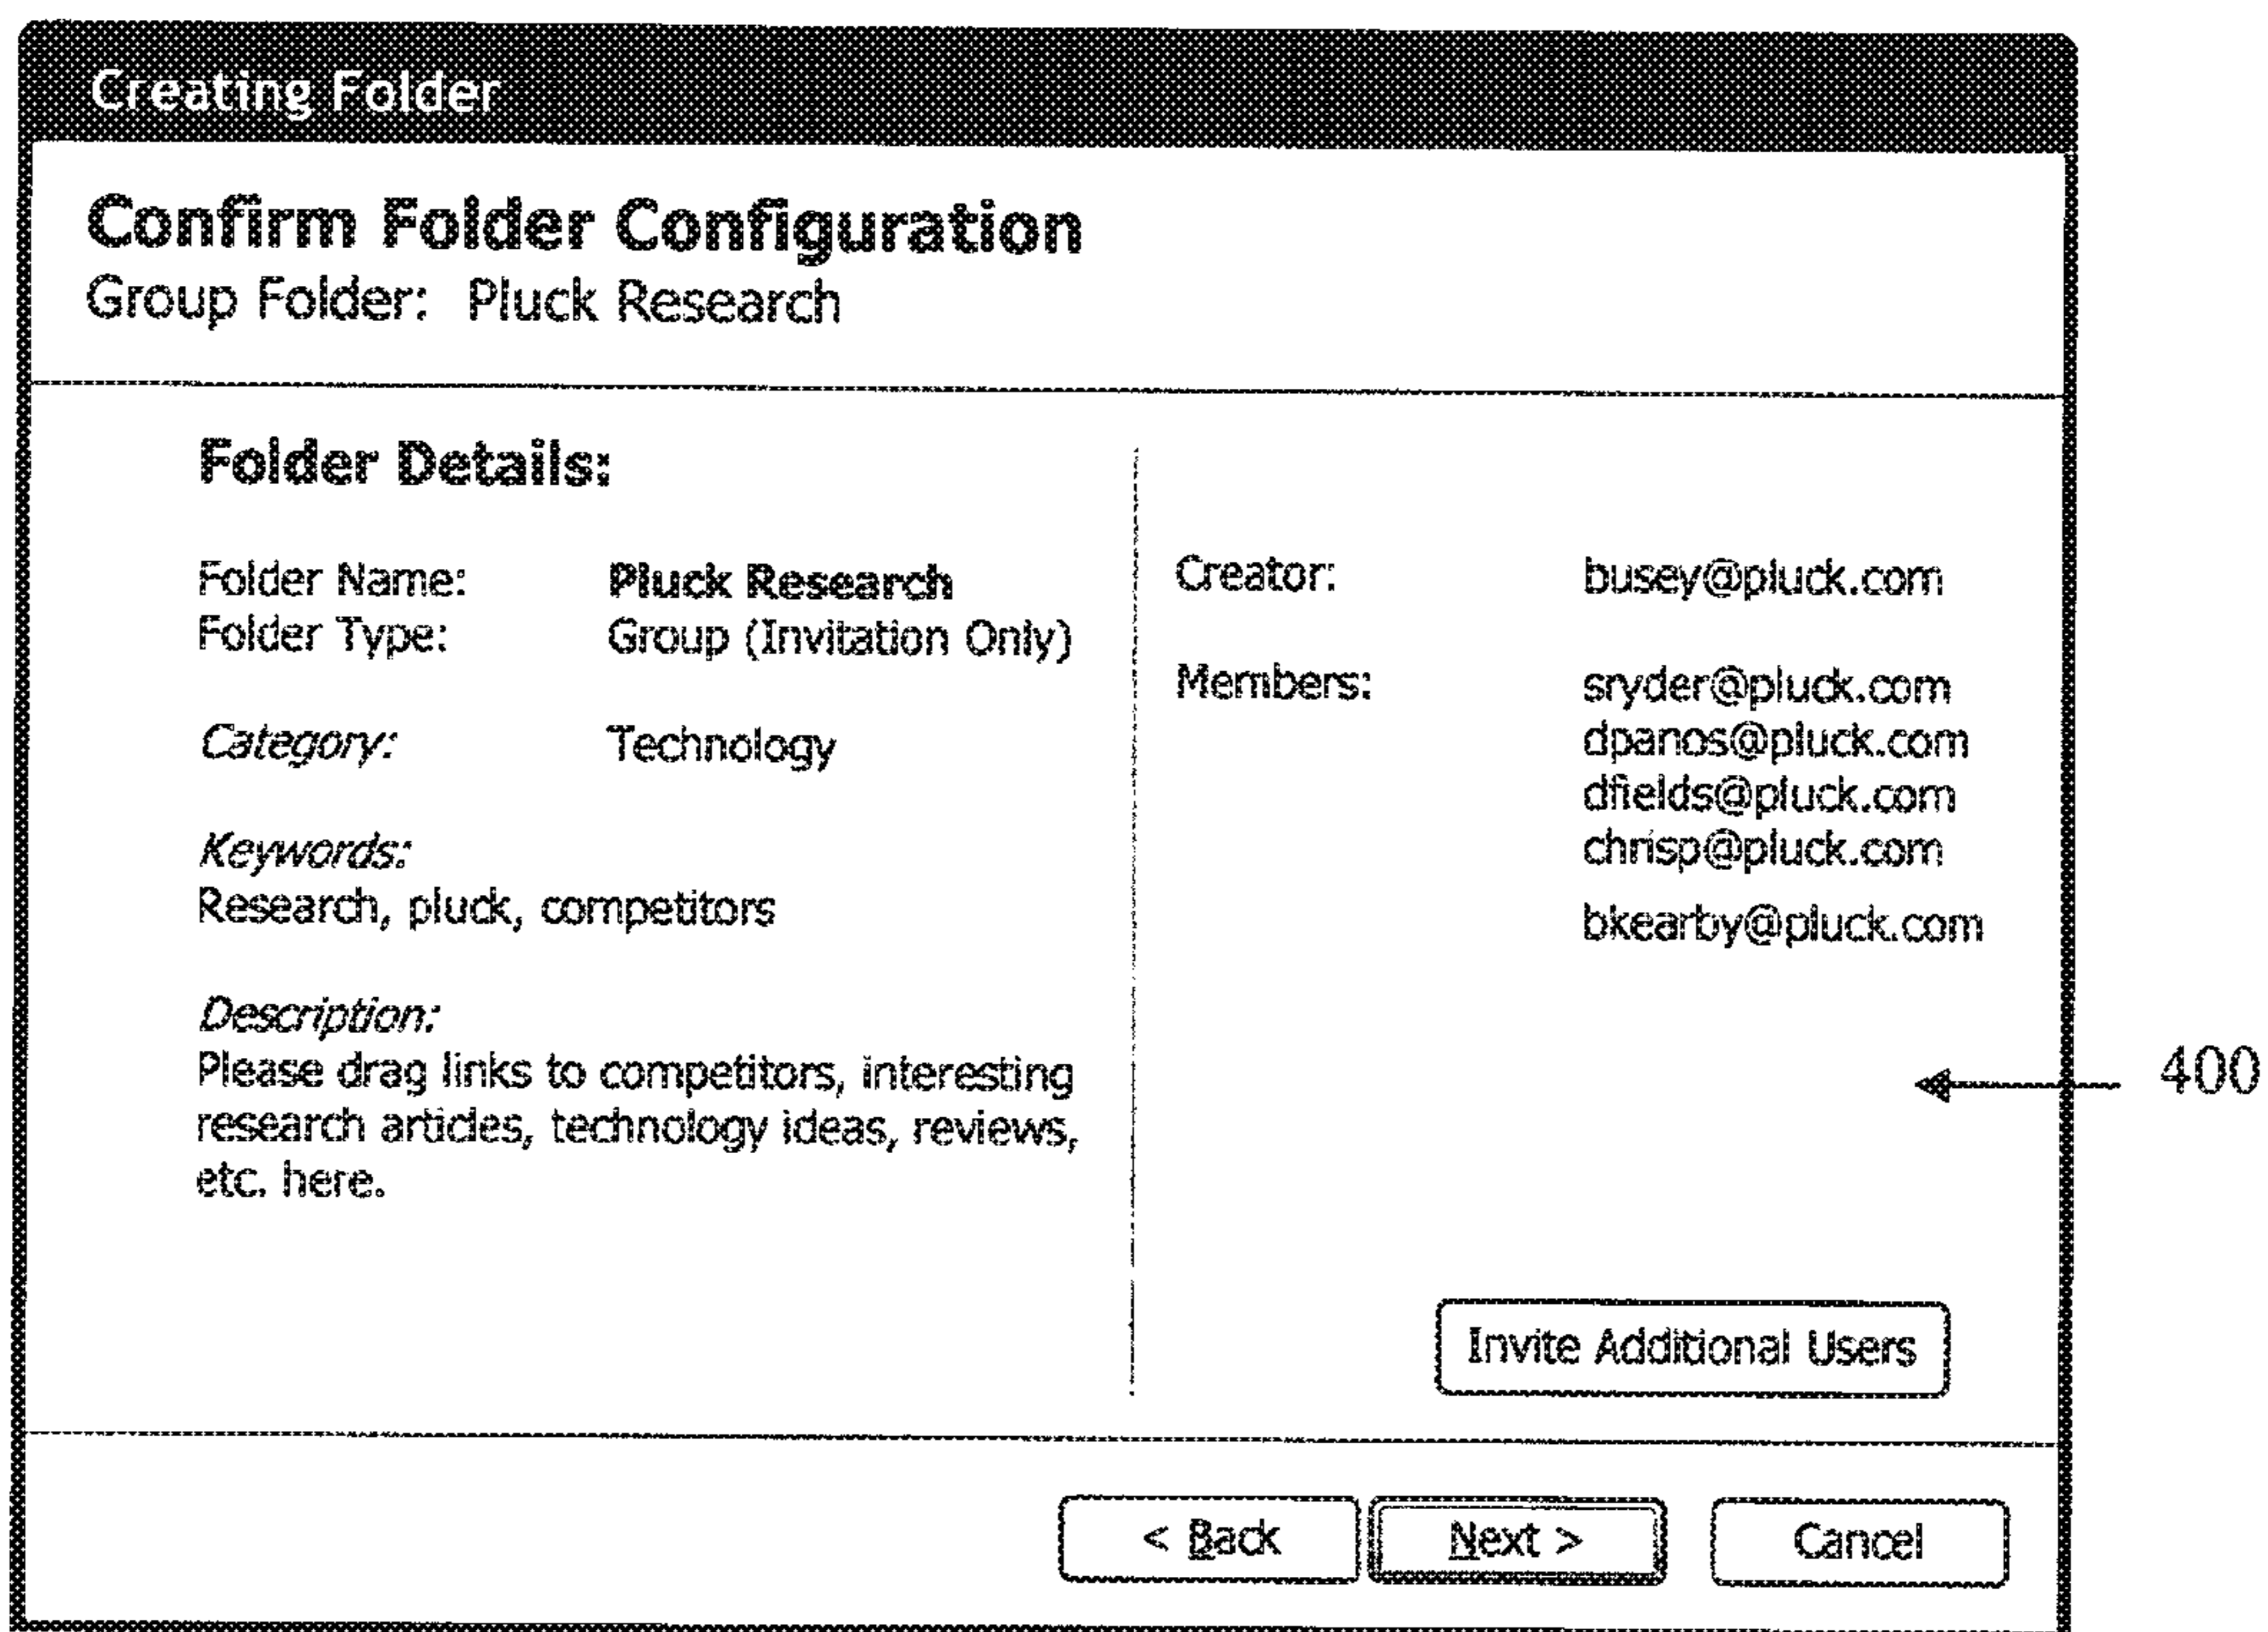 Creating Folder
Confirm Folder Configuration
Group Folder: Pluck Research
Folder Details:
Folder Name: Pluck Research
Folder Type: Group (Invitation Only)
Category: Technology
Keywords:
Research, pluck, competitors
Description:
Please drag links to competitors, interesting
research articles, technology ideas, reviews,
etc. here.
Creator: busey@pluck.com
Members: sryder@pluck.com
dpanos@pluck.com
dfields@pluck.com
chrisp@pluck.com
bkearby@pluck.com
400
Invite Additional Users
< Back
Next >
Cancel